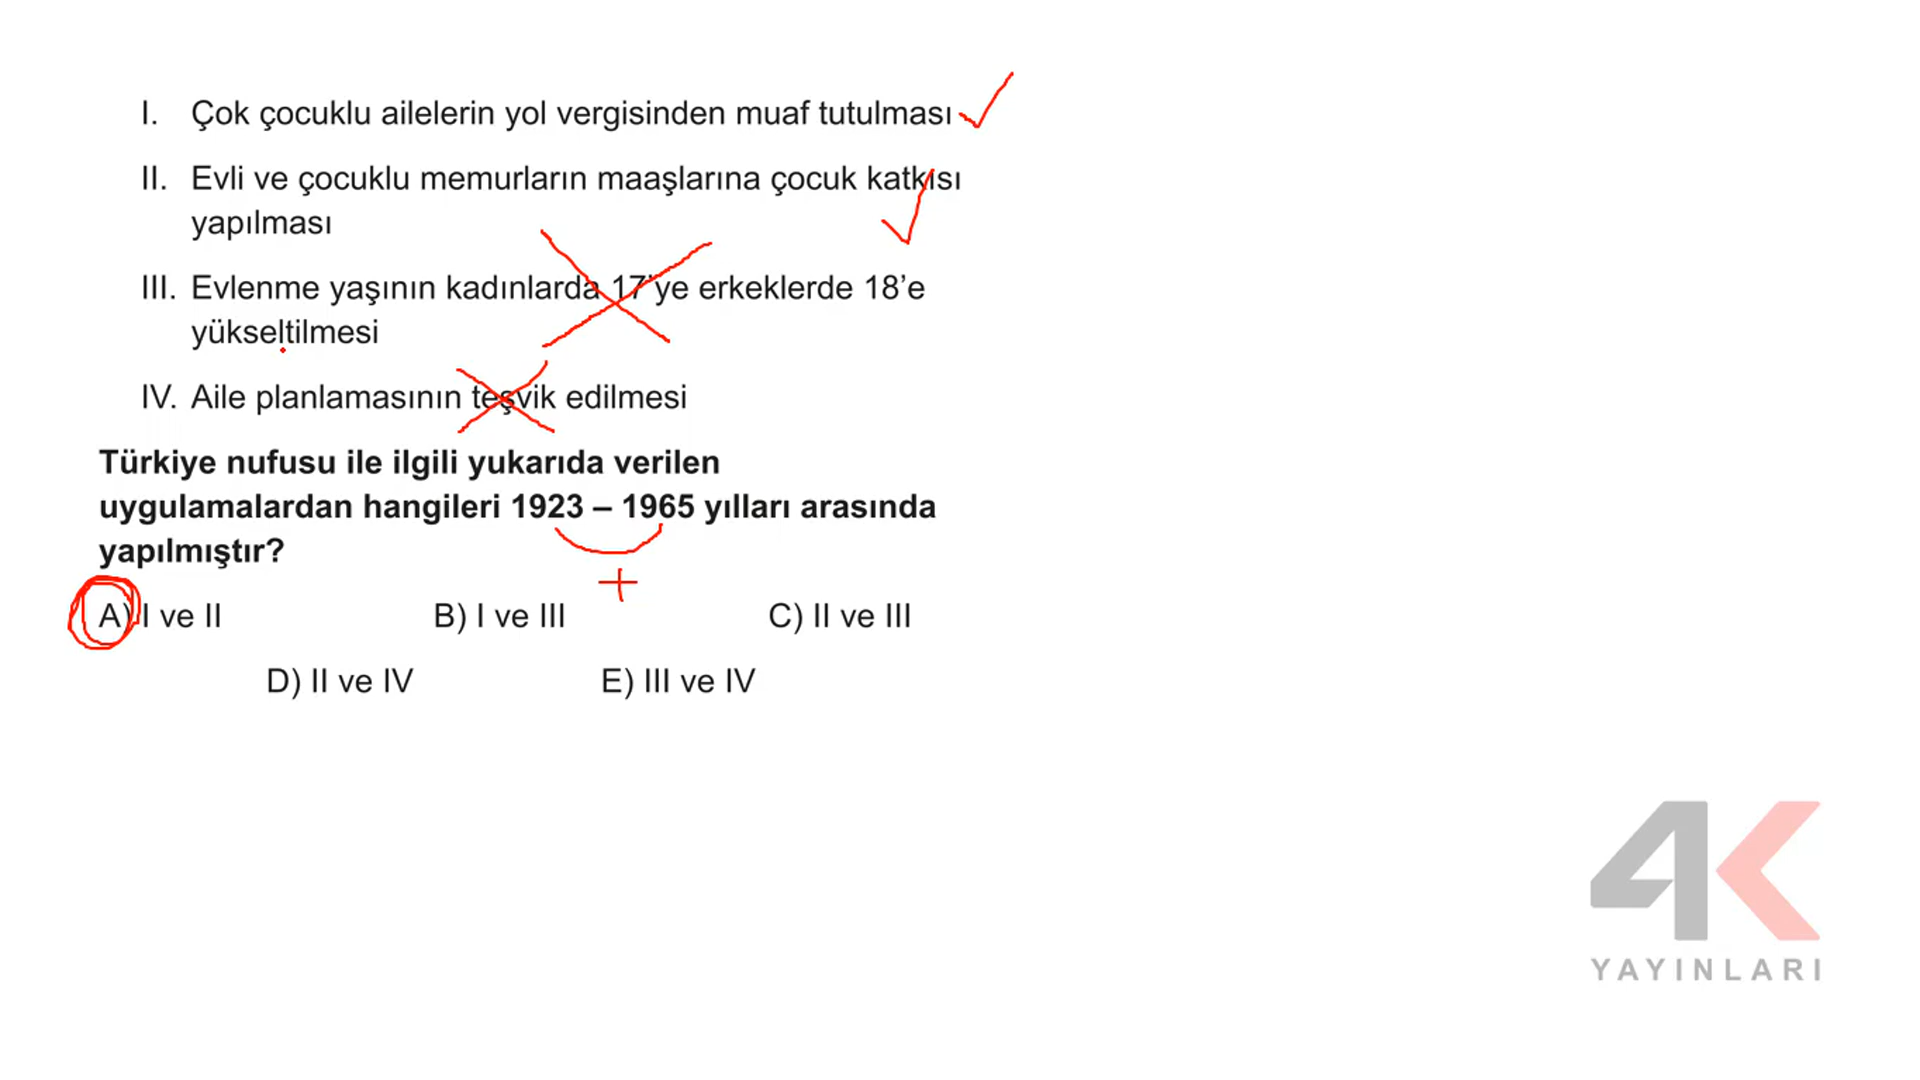 I. Çok çocuklu ailelerin yol vergisinden muaf tutulması
II. Evli ve çocuklu memurların maaşlarına çocuk katkısı
yapılması
III. Evlenme yaşının kadınlarda 17’ye erkeklerde 18’e
yükseltilmesi
IV. Aile planlamasının teşvik edilmesi
Türkiye nufusu ile ilgili yukarıda verilen
uygulamalardan hangileri 1923 – 1965 yılları arasında
yapılmıştır?
+
A) I ve II B) I ve III C) II ve III
D) II ve IV E) III ve IV
4K
YAYINLARI